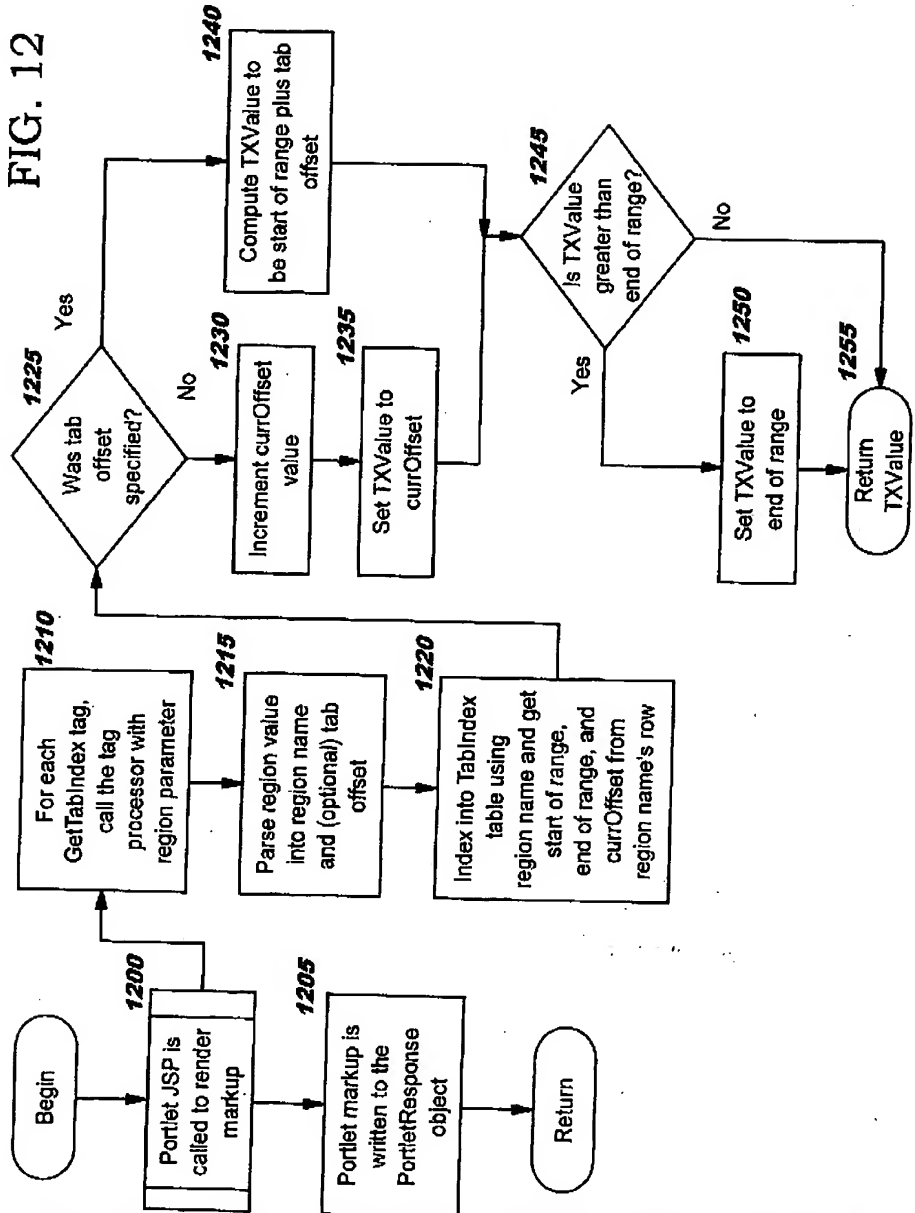 FIG. 12
Begin
1200
Portlet JSP is
called to render
markup
1205
Portlet markup is
written to the
PortletResponse
object
Return
1210
For each
GetTabIndex tag,
call the tag
processor with
region parameter
1215
Parse region value
into region name
and (optional) tab
offset
1220
Index into TabIndex
table using
region name and get
start of range,
end of range, and
currOffset from
region name's row
1225
Was tab
offset
specified?
Yes
No
1230
Increment currOffset
value
1235
Set TXValue to
currOffset
1240
Compute TXValue to
be start of range plus tab
offset
1245
Is TXValue
greater than
end of range?
Yes
No
1250
Set TXValue to
end of range
1255
Return
TXValue